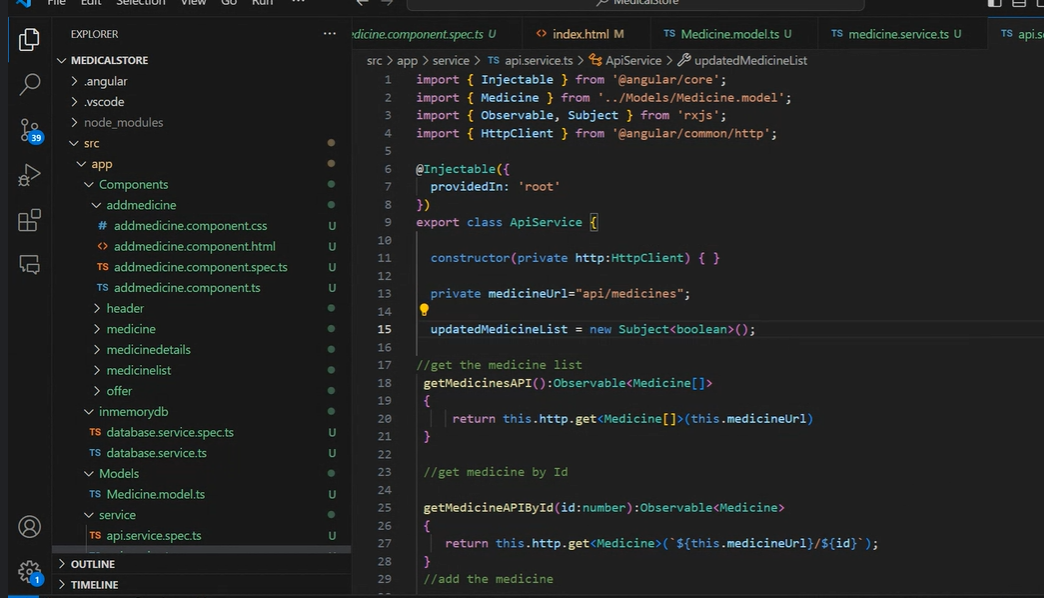 File Edit Selection View Go Run ...
MedicalStore
EXPLORER
MEDICALSTORE
.angular
.vscode
node_modules
src
app
Components
addmedicine
# addmedicine.component.css U
<> addmedicine.component.html U
TS addmedicine.component.spec.ts U
TS addmedicine.component.ts U
header
medicine
medicinedetails
medicinelist
offer
inmemorydb
TS database.service.spec.ts U
TS database.service.ts U
Models
TS Medicine.model.ts U
service
TS api.service.spec.ts U
OUTLINE
TIMELINE
39
1
edicine.component.spec.ts U
<> index.html M
TS Medicine.model.ts U
TS medicine.service.ts U
TS api.s
src > app > service > TS api.service.ts > ApiService > updatedMedicineList
1 import { Injectable } from '@angular/core';
2 import { Medicine } from '../Models/Medicine.model';
3 import { Observable, Subject } from 'rxjs';
4 import { HttpClient } from '@angular/common/http';
5
6 @Injectable({
7 providedIn: 'root'
8 })
9 export class ApiService {
10
11 constructor(private http:HttpClient) { }
12
13 private medicineUrl="api/medicines";
14
15 updatedMedicineList = new Subject<boolean>();
16
17 //get the medicine list
18 getMedicinesAPI():Observable<Medicine[]>
19 {
20 return this.http.get<Medicine[]>(this.medicineUrl)
21 }
22
23 //get medicine by Id
24
25 getMedicineAPIById(id:number):Observable<Medicine>
26 {
27 return this.http.get<Medicine>(`${this.medicineUrl}/${id}`);
28 }
29 //add the medicine